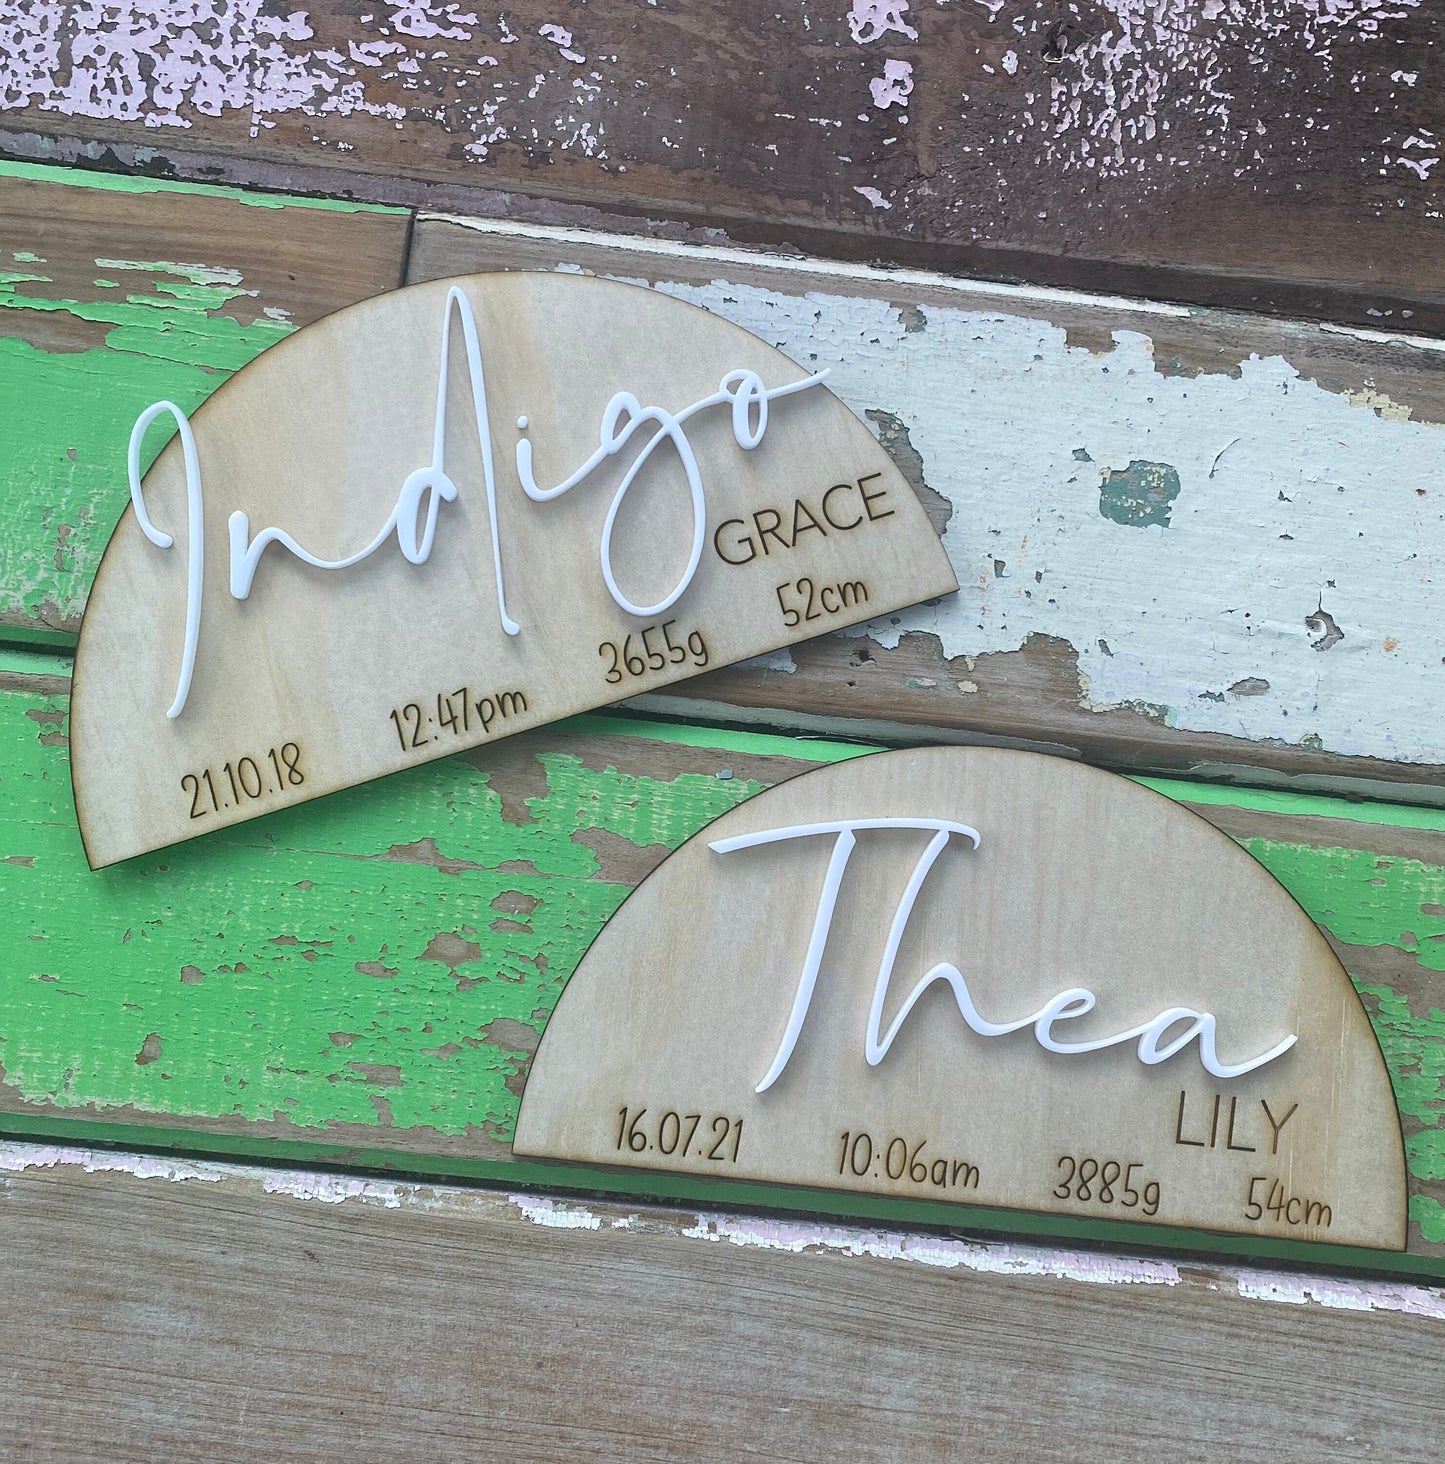 Indigo
GRACE
21.10.18 12:47pm 3655g 52cm
Thea
LILY
16.07.21 10:06am 3885g 54cm